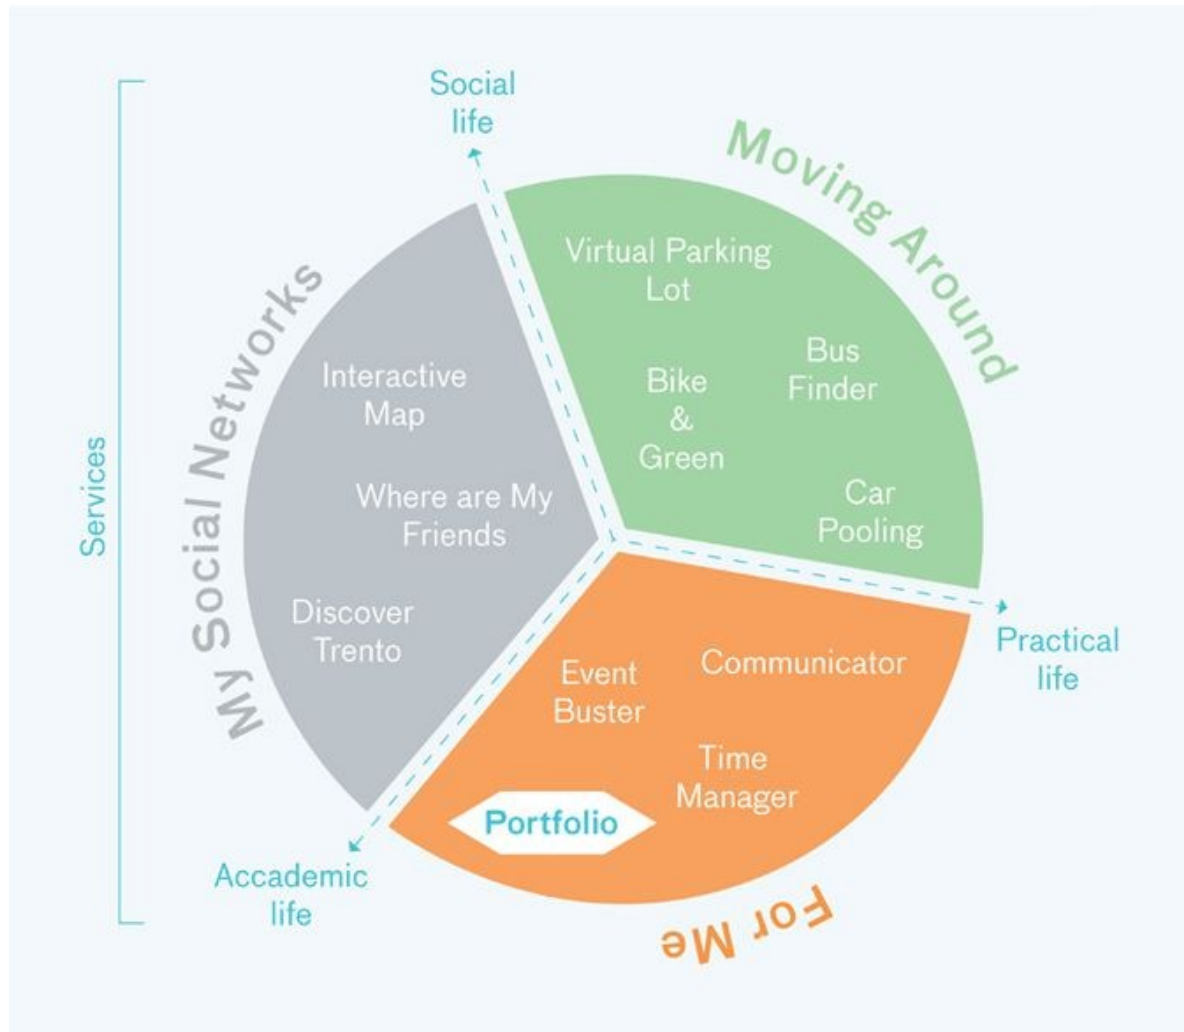 Social
life
Moving Around
Virtual Parking
Lot
Bus
Finder
Bike
&
Green
Car
Pooling
My Social Networks
Interactive
Map
Where are My
Friends
Discover
Trento
Services
Practical
life
Communicator
Event
Buster
Time
Manager
Portfolio
Accademic
life
For Me